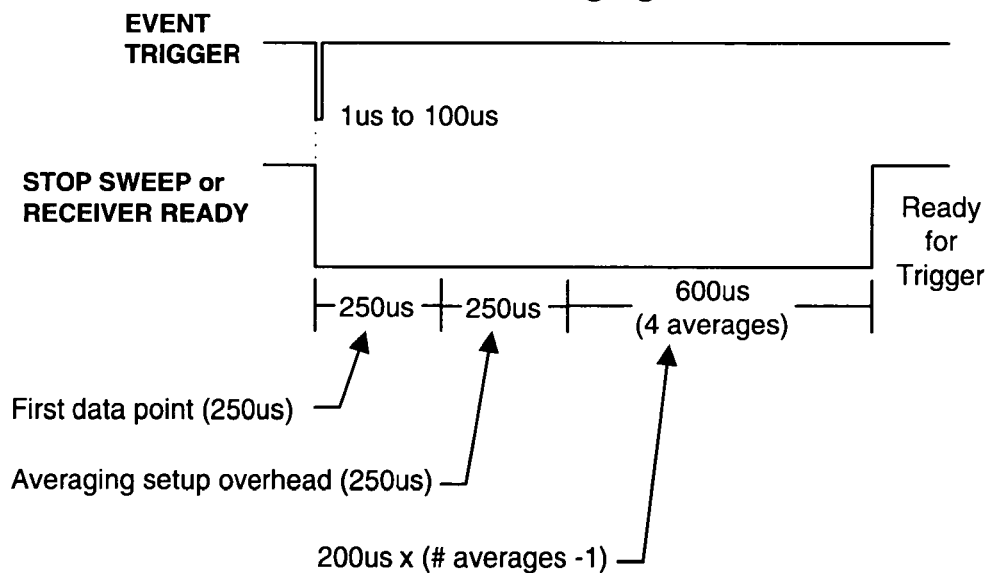 EVENT
TRIGGER
1us to 100us
STOP SWEEP or
RECEIVER READY
Ready
for
Trigger
250us
250us
600us
(4 averages)
First data point (250us)
Averaging setup overhead (250us)
200us x (# averages -1)